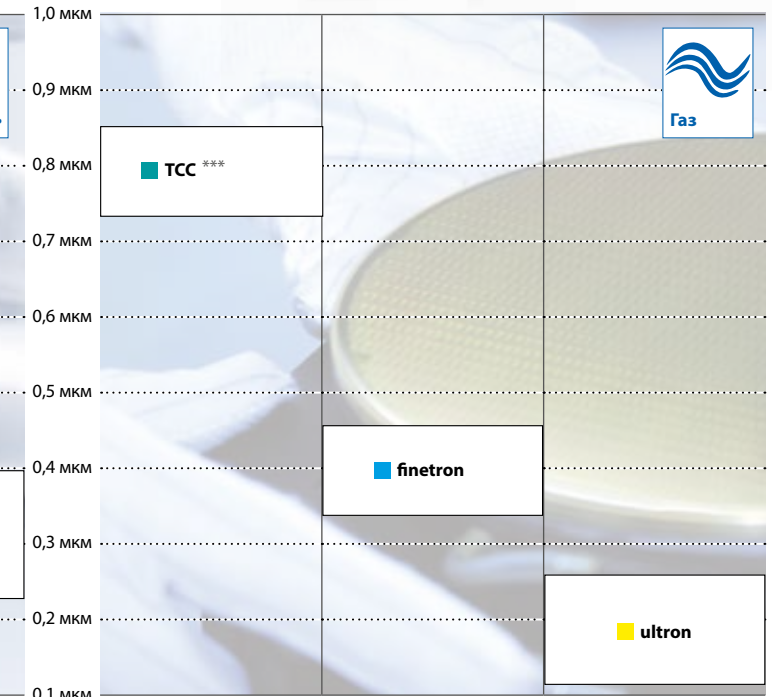 1,0 мкм
0,9 мкм
Газ
0,8 мкм
TCC ***
0,7 мкм
0,6 мкм
0,5 мкм
0,4 мкм
finetron
0,3 мкм
0,2 мкм
ultron
0,1 мкм